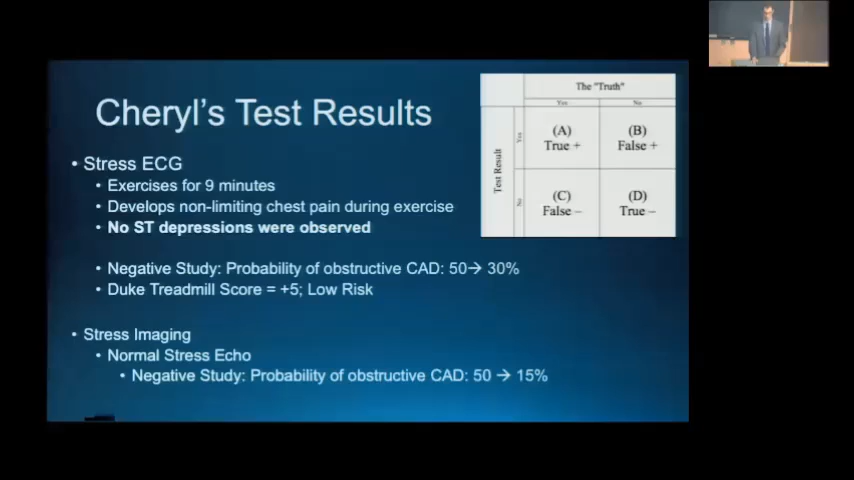 Cheryl's Test Results
• Stress ECG
• Exercises for 9 minutes
• Develops non-limiting chest pain during exercise
• No ST depressions were observed
• Negative Study: Probability of obstructive CAD: 50→ 30%
• Duke Treadmill Score = +5; Low Risk
• Stress Imaging
• Normal Stress Echo
• Negative Study: Probability of obstructive CAD: 50 → 15%
The "Truth"
Yes No
Test Result
Yes
(A) (B)
True + False +
No
(C) (D)
False – True –